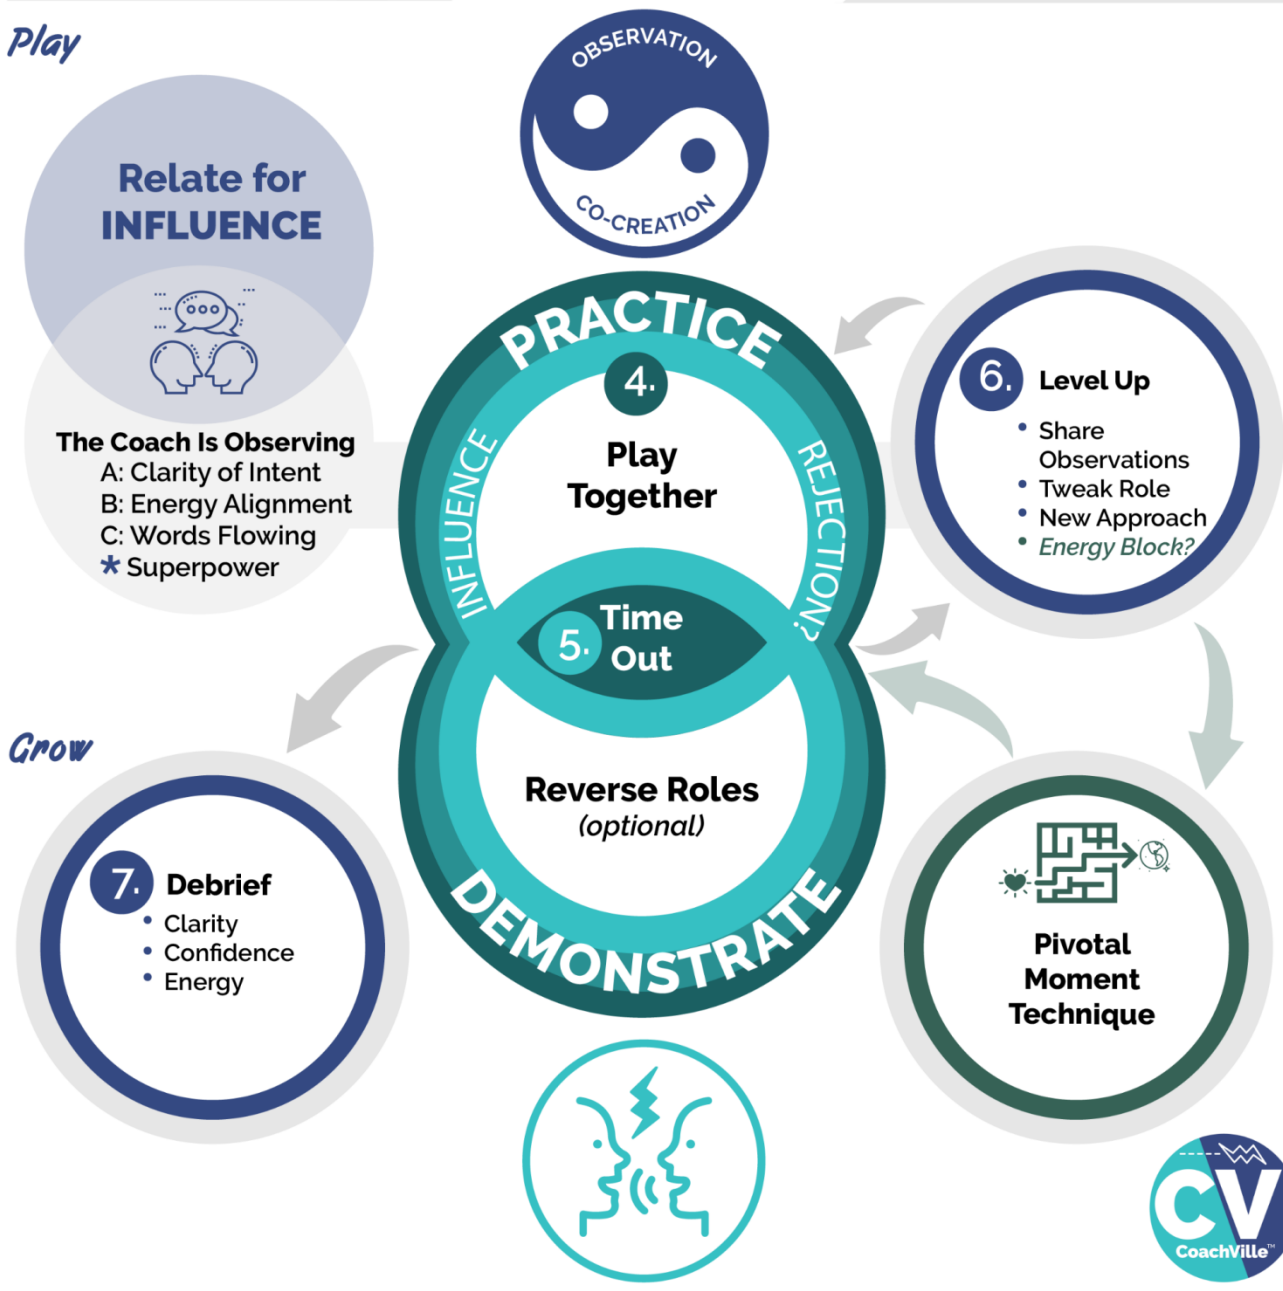 Play
OBSERVATION
CO-CREATION
Relate for
INFLUENCE
The Coach Is Observing
A: Clarity of Intent
B: Energy Alignment
C: Words Flowing
* Superpower
PRACTICE
INFLUENCE
REJECTION?
4.
Play
Together
5.
Time
Out
Reverse Roles
(optional)
DEMONSTRATE
6.
Level Up
• Share
Observations
• Tweak Role
• New Approach
• Energy Block?
Grow
7.
Debrief
• Clarity
• Confidence
• Energy
Pivotal
Moment
Technique
CV
CoachVille™